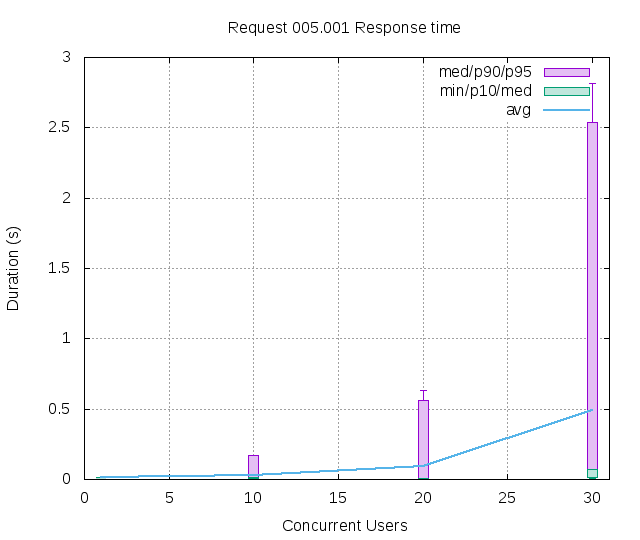 Request 005.001 Response time
med/p90/p95
min/p10/med
avg
Duration (s)
3
2.5
2
1.5
1
0.5
0
0 5 10 15 20 25 30
Concurrent Users